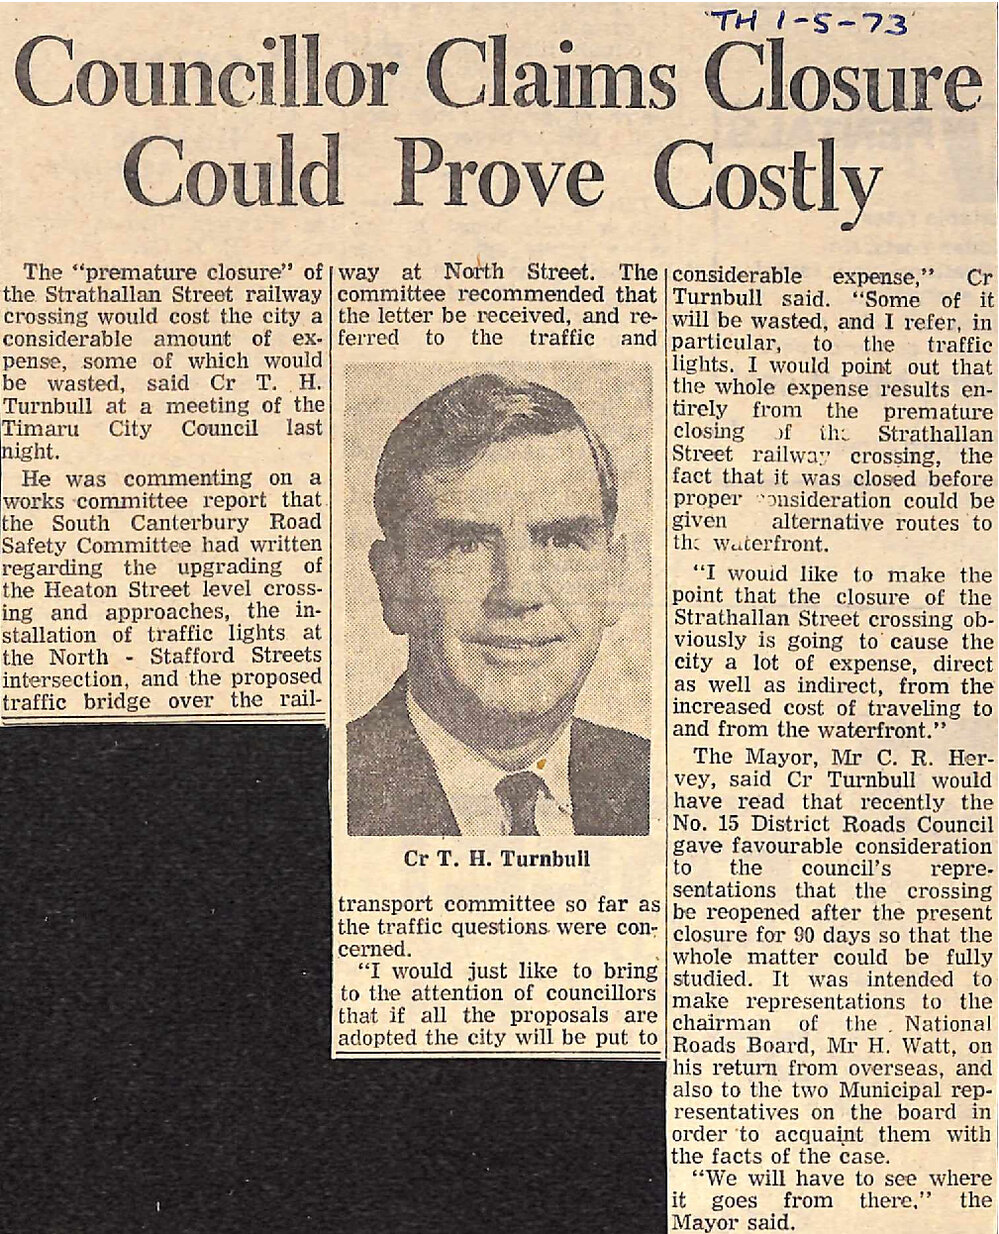 TH 1-5-73
Councillor Claims Closure
Could Prove Costly
The "premature closure" of
the Strathallan Street railway
crossing would cost the city a
considerable amount of ex-
pense, some of which would
be wasted, said Cr T. H.
Turnbull at a meeting of the
Timaru City Council last
night.
He was commenting on a
works committee report that
the South Canterbury Road
Safety Committee had written
regarding the upgrading of
the Heaton Street level cross-
ing and approaches, the in-
stallation of traffic lights at
the North - Stafford Streets
intersection, and the proposed
traffic bridge over the rail-
way at North Street. The
committee recommended that
the letter be received, and re-
ferred to the traffic and
Cr T. H. Turnbull
transport committee so far as
the traffic questions were con-
cerned.
"I would just like to bring
to the attention of councillors
that if all the proposals are
adopted the city will be put to
considerable expense," Cr
Turnbull said. "Some of it
will be wasted, and I refer, in
particular, to the traffic
lights. I would point out that
the whole expense results en-
tirely from the premature
closing of the Strathallan
Street railway crossing, the
fact that it was closed before
proper consideration could be
given alternative routes to
the waterfront.
"I would like to make the
point that the closure of the
Strathallan Street crossing ob-
viously is going to cause the
city a lot of expense, direct
as well as indirect, from the
increased cost of traveling to
and from the waterfront."
The Mayor, Mr C. R. Her-
vey, said Cr Turnbull would
have read that recently the
No. 15 District Roads Council
gave favourable consideration
to the council's repre-
sentations that the crossing
be reopened after the present
closure for 90 days so that the
whole matter could be fully
studied. It was intended to
make representations to the
chairman of the National
Roads Board, Mr H. Watt, on
his return from overseas, and
also to the two Municipal rep-
resentatives on the board in
order to acquaint them with
the facts of the case.
"We will have to see where
it goes from there," the
Mayor said.